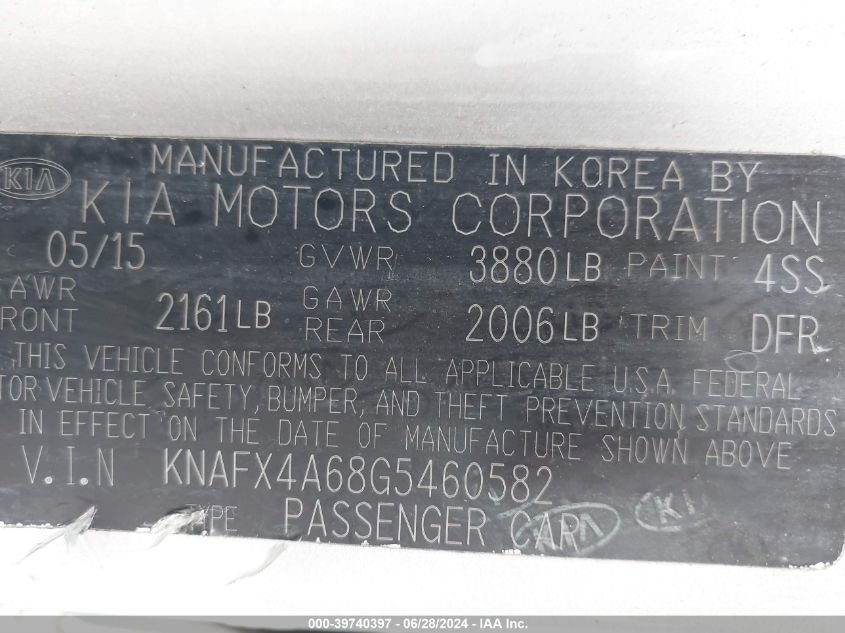 MANUFACTURED IN KOREA BY
KIA
KIA MOTORS CORPORATION
05/15 GVWR 3880LB PAINT 4SS
AWR GAWR
RONT 2161LB REAR 2006LB TRIM DFR
THIS VEHICLE CONFORMS TO ALL APPLICABLE U.S.A. FEDERAL
TOR VEHICLE SAFETY, BUMPER, AND THEFT PREVENTION STANDARDS
IN EFFECT ON THE DATE OF MANUFACTURE SHOWN ABOVE
V.I.N KNAFX4A68G5460582
TYPE PASSENGER CAR
KIA KIA
000-39740397 - 06/28/2024 - IAA Inc.